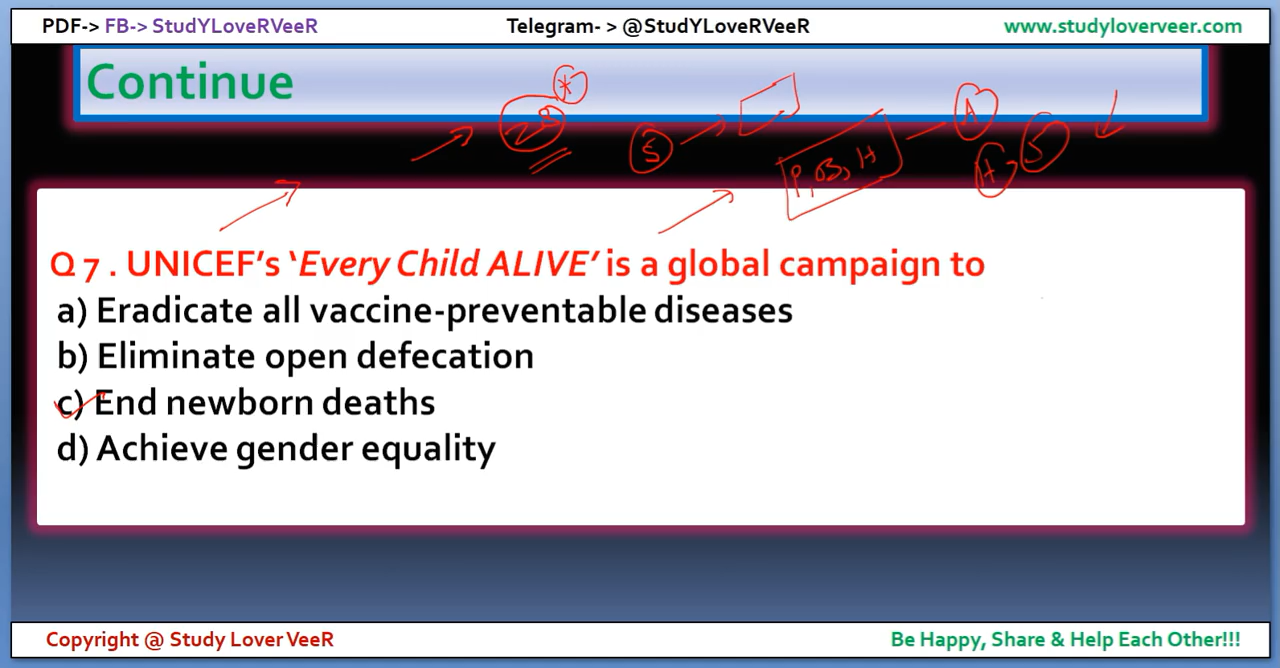 PDF-> FB-> StudYLoveRVeeR Telegram- > @StudYLoveRVeeR www.studyloverveer.com
Continue
28 *
S
P, B, H
A
H, 5
Q 7 . UNICEF's 'Every Child ALIVE' is a global campaign to
a) Eradicate all vaccine-preventable diseases
b) Eliminate open defecation
c) End newborn deaths
d) Achieve gender equality
Copyright @ Study Lover VeeR Be Happy, Share & Help Each Other!!!